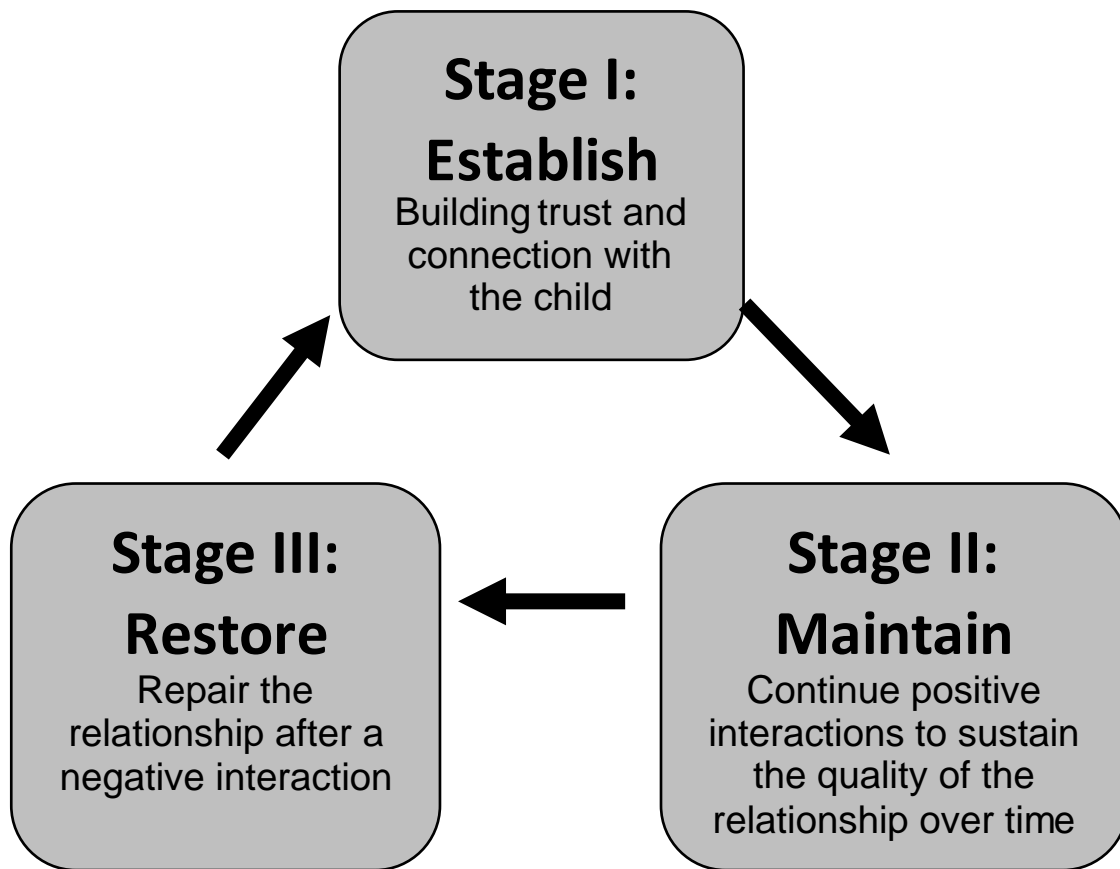 Stage I:
Establish
Building trust and
connection with
the child
Stage II:
Maintain
Continue positive
interactions to sustain
the quality of the
relationship over time
Stage III:
Restore
Repair the
relationship after a
negative interaction